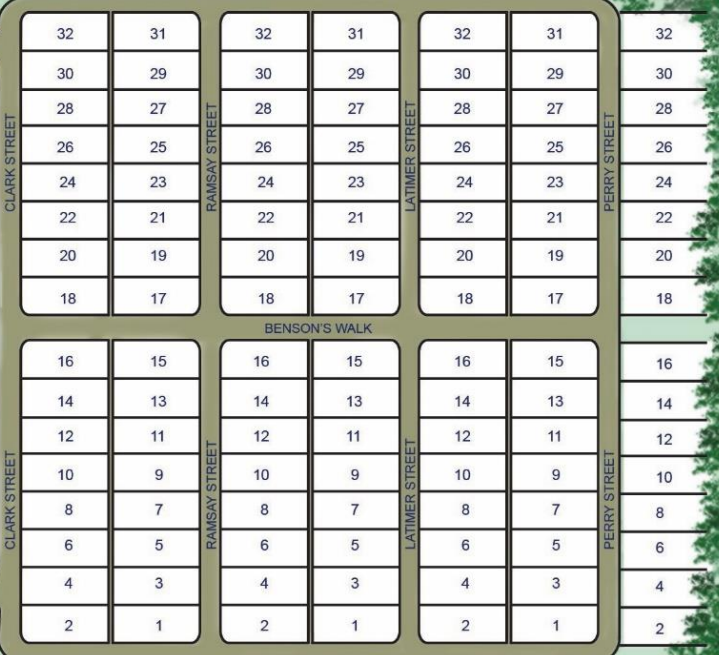 32 31 32 31 32 31 32
30 29 30 29 30 29 30
28 27 28 27 28 27 28
CLARK STREET RAMSAY STREET LATIMER STREET PERRY STREET
26 25 26 25 26 25 26
24 23 24 23 24 23 24
22 21 22 21 22 21 22
20 19 20 19 20 19 20
18 17 18 17 18 17 18
BENSON'S WALK
16 15 16 15 16 15 16
14 13 14 13 14 13 14
12 11 12 11 12 11 12
10 9 10 9 10 9 10
CLARK STREET RAMSAY STREET LATIMER STREET PERRY STREET
8 7 8 7 8 7 8
6 5 6 5 6 5 6
4 3 4 3 4 3 4
2 1 2 1 2 1 2